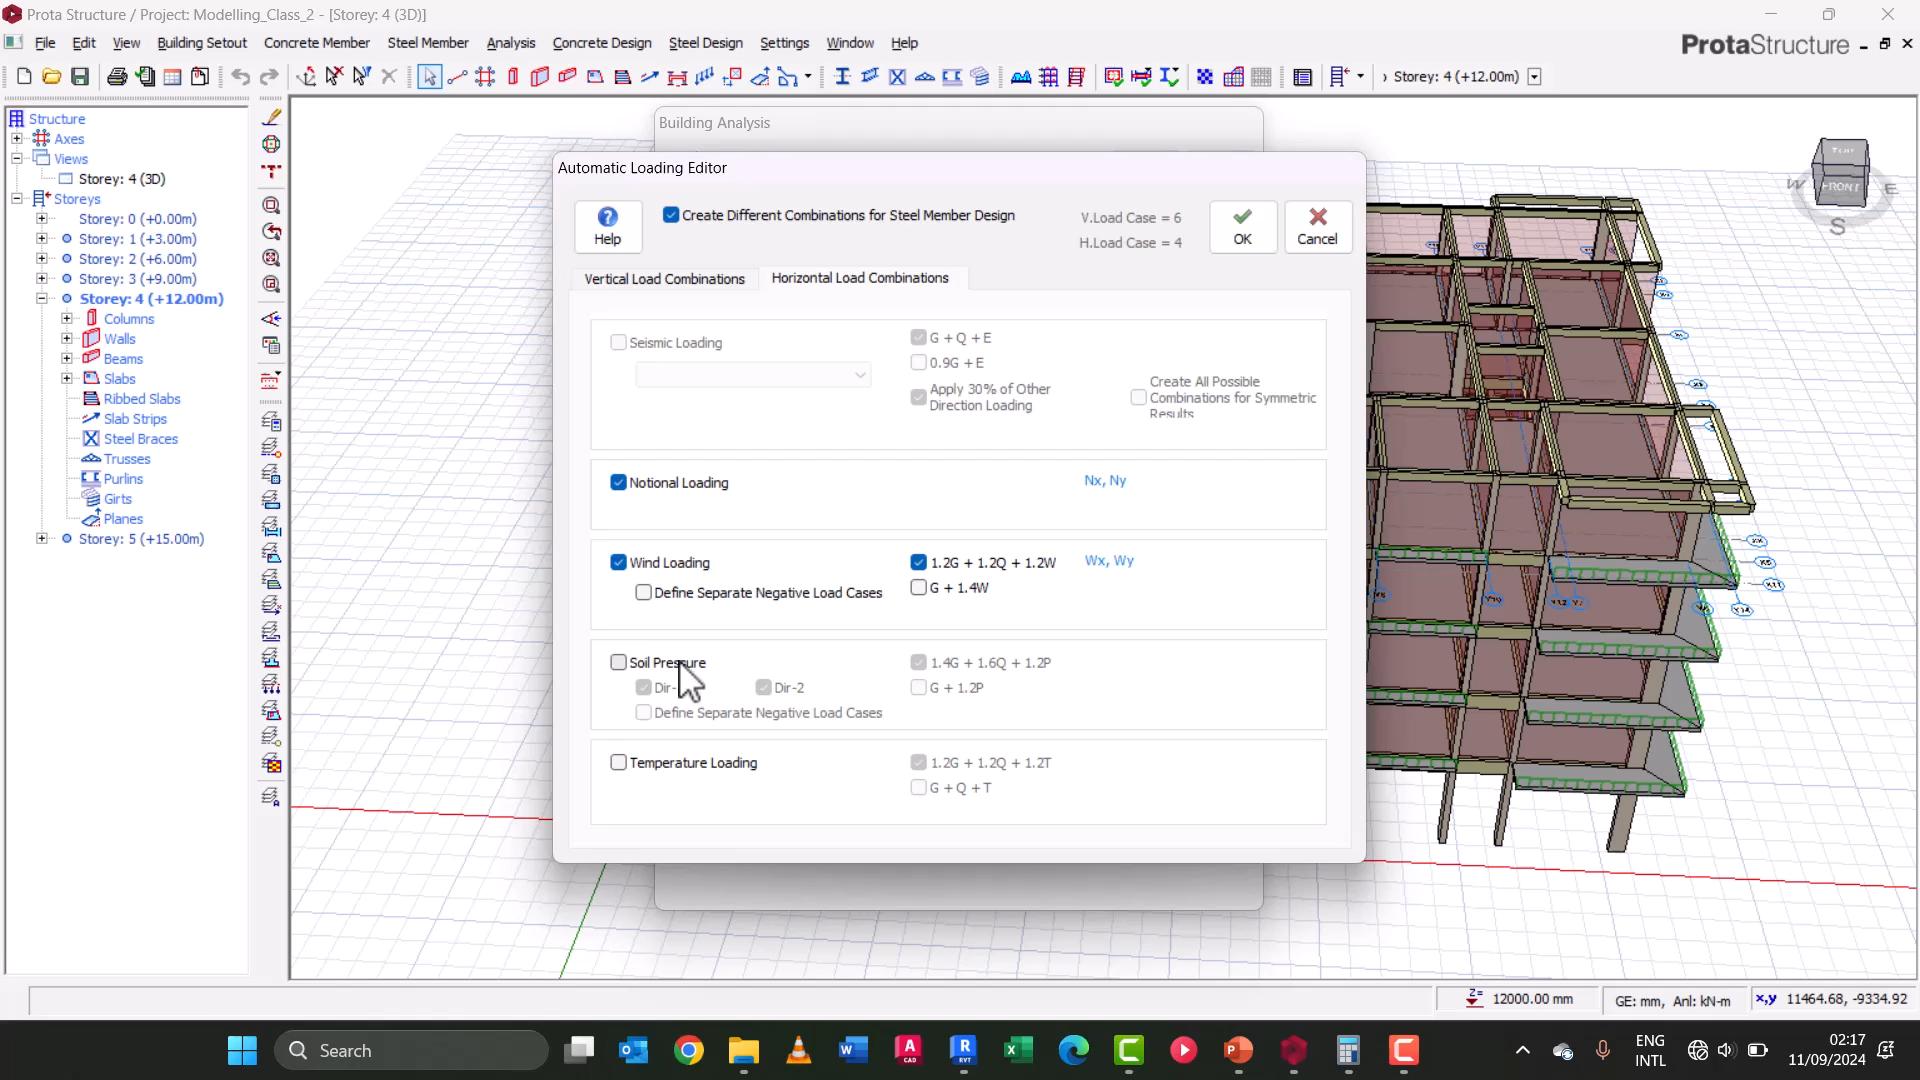 Prota Structure / Project: Modelling_Class_2 - [Storey: 4 (3D)]
File Edit View Building Setout Concrete Member Steel Member Analysis Concrete Design Steel Design Settings Window Help
ProtaStructure
Storey: 4 (+12.00m)
Structure
Axes
Views
Storey: 4 (3D)
Storeys
Storey: 0 (+0.00m)
Storey: 1 (+3.00m)
Storey: 2 (+6.00m)
Storey: 3 (+9.00m)
Storey: 4 (+12.00m)
Columns
Walls
Beams
Slabs
Ribbed Slabs
Slab Strips
Steel Braces
Trusses
Purlins
Girts
Planes
Storey: 5 (+15.00m)
Building Analysis
Automatic Loading Editor
Help
Create Different Combinations for Steel Member Design
V.Load Case = 6
H.Load Case = 4
OK
Cancel
Vertical Load Combinations
Horizontal Load Combinations
Seismic Loading
G + Q + E
0.9G + E
Apply 30% of Other
Direction Loading
Create All Possible
Combinations for Symmetric
Results
Notional Loading
Nx, Ny
Wind Loading
1.2G + 1.2Q + 1.2W
Wx, Wy
Define Separate Negative Load Cases
G + 1.4W
Soil Pressure
1.4G + 1.6Q + 1.2P
Dir-
Dir-2
G + 1.2P
Define Separate Negative Load Cases
Temperature Loading
1.2G + 1.2Q + 1.2T
G + Q + T
FRONT
W
E
S
Z=
12000.00 mm
GE: mm, Anl: kN-m
x,y 11464.68, -9334.92
Search
ENG
INTL
02:17
11/09/2024